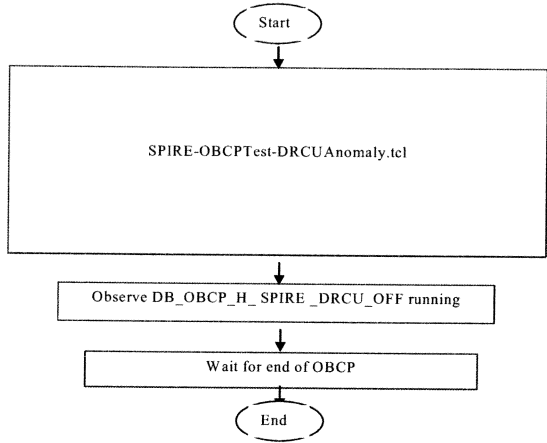 Start
SPIRE-OBCPTest-DRCUAnomaly.tcl
Observe DB_OBCP_H_ SPIRE _DRCU_OFF running
Wait for end of OBCP
End